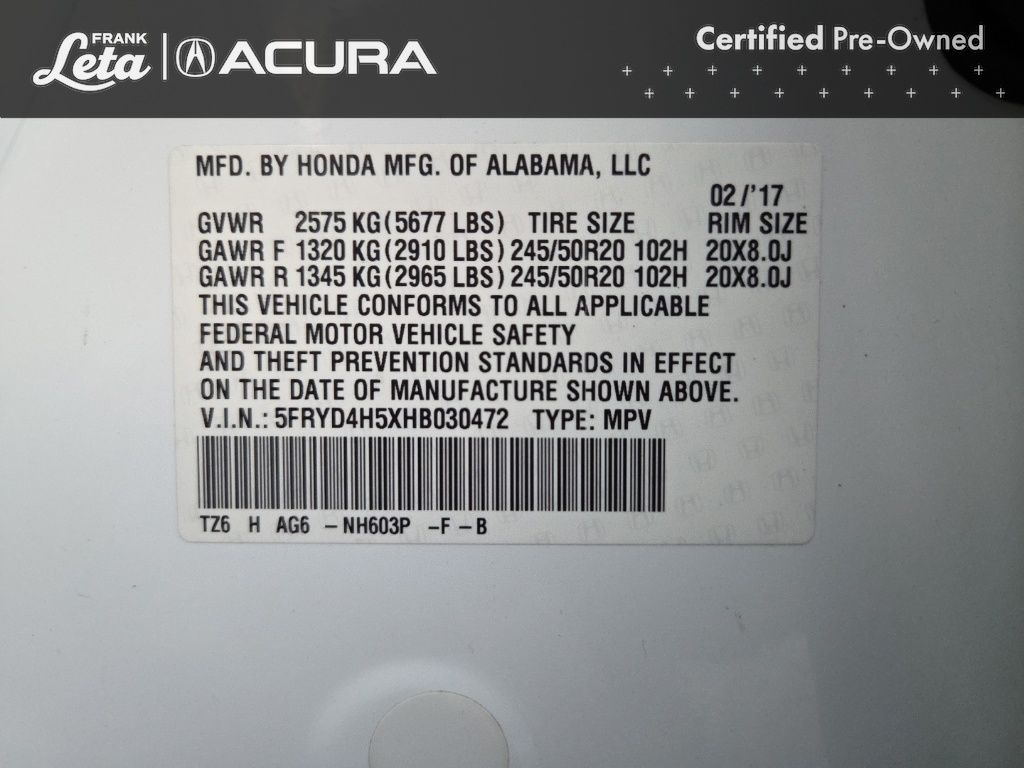 FRANK
Leta
ACURA
Certified Pre-Owned
MFD. BY HONDA MFG. OF ALABAMA, LLC
02/'17
GVWR 2575 KG(5677 LBS) TIRE SIZE RIM SIZE
GAWR F 1320 KG(2910 LBS) 245/50R20 102H 20X8.0J
GAWR R 1345 KG(2965 LBS) 245/50R20 102H 20X8.0J
THIS VEHICLE CONFORMS TO ALL APPLICABLE
FEDERAL MOTOR VEHICLE SAFETY
AND THEFT PREVENTION STANDARDS IN EFFECT
ON THE DATE OF MANUFACTURE SHOWN ABOVE.
V.I.N.: 5FRYD4H5XHB030472 TYPE: MPV
TZ6 H AG6 -NH603P -F-B